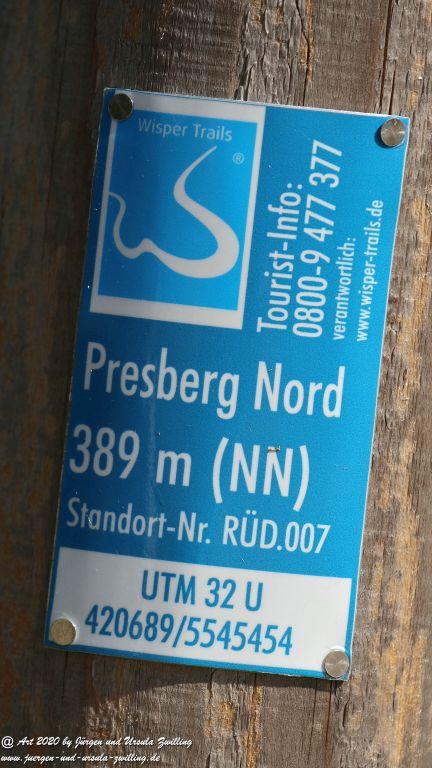 Wisper Trails
®
Tourist-Info:
0800-9 477 377
verantwortlich:
www.wisper-trails.de
Presberg Nord
389 m (NN)
Standort-Nr. RÜD.007
UTM 32 U
420689/5545454
@ Art 2020 by Jürgen und Ursula Zwilling
www.juergen-und-ursula-zwilling.de